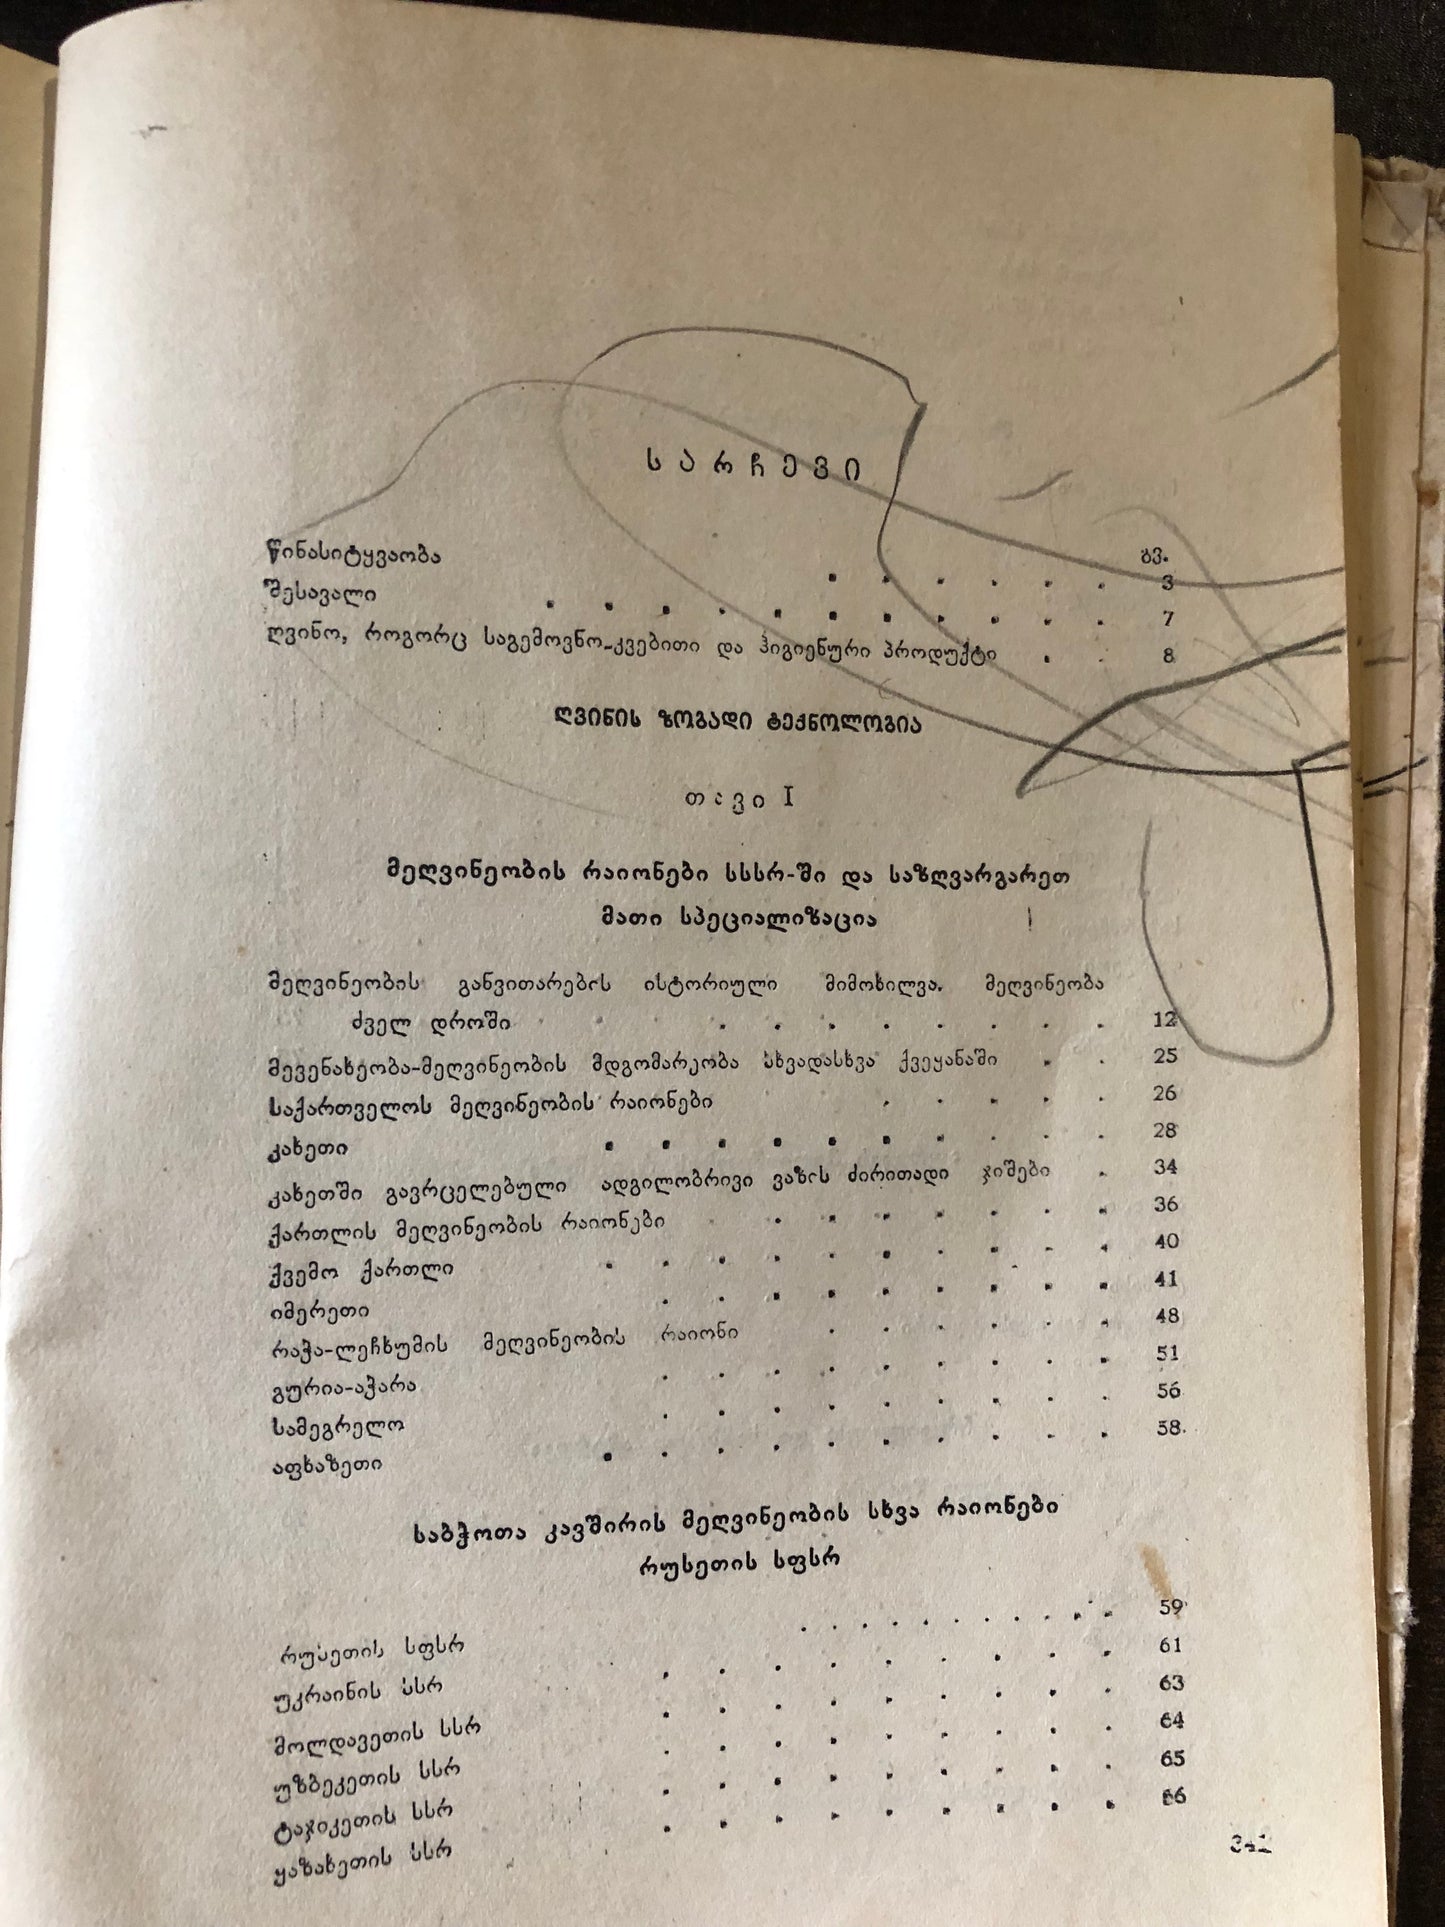 სარჩევი
გვ.
წინასიტყვაობა . . . . . . 3
შესავალი . . . . . . . . . . . 7
ღვინო, როგორც საგემოვნო-კვებითი და ჰიგიენური პროდუქტი . . 8
ღვინის ზოგადი ტექნოლოგია
თავი I
მეღვინეობის რაიონები სსსრ-ში და საზღვარგარეთ
მათი სპეციალიზაცია
მეღვინეობის განვითარების ისტორიული მიმოხილვა. მეღვინეობა
ძველ დროში . . . . . . . . 12
მევენახეობა-მეღვინეობის მდგომარეობა სხვადასხვა ქვეყანაში . . 25
საქართველოს მეღვინეობის რაიონები . . . . . 26
კახეთი . . . . . . . . . . 28
კახეთში გავრცელებული ადგილობრივი ვაზის ძირითადი ჯიშები . 34
ქართლის მეღვინეობის რაიონები . . . . . . . 36
ქვემო ქართლი . . . . . . . . . . 40
იმერეთი . . . . . . . . . 41
რაჭა-ლეჩხუმის მეღვინეობის რაიონი . . . . . . 48
გურია-აჭარა . . . . . . . . . 51
სამეგრელო . . . . . . . . . 56
აფხაზეთი . . . . . . . . . . 58
საბჭოთა კავშირის მეღვინეობის სხვა რაიონები
რუსეთის სფსრ
რუსეთის სფსრ . . . . . . . . . . . 59
უკრაინის სსრ . . . . . . . . . 61
მოლდავეთის სსრ . . . . . . . . . 63
უზბეკეთის სსრ . . . . . . . . . 64
ტაჯიკეთის სსრ . . . . . . . . . 65
ყაზახეთის სსრ . . . . . . . . . 66